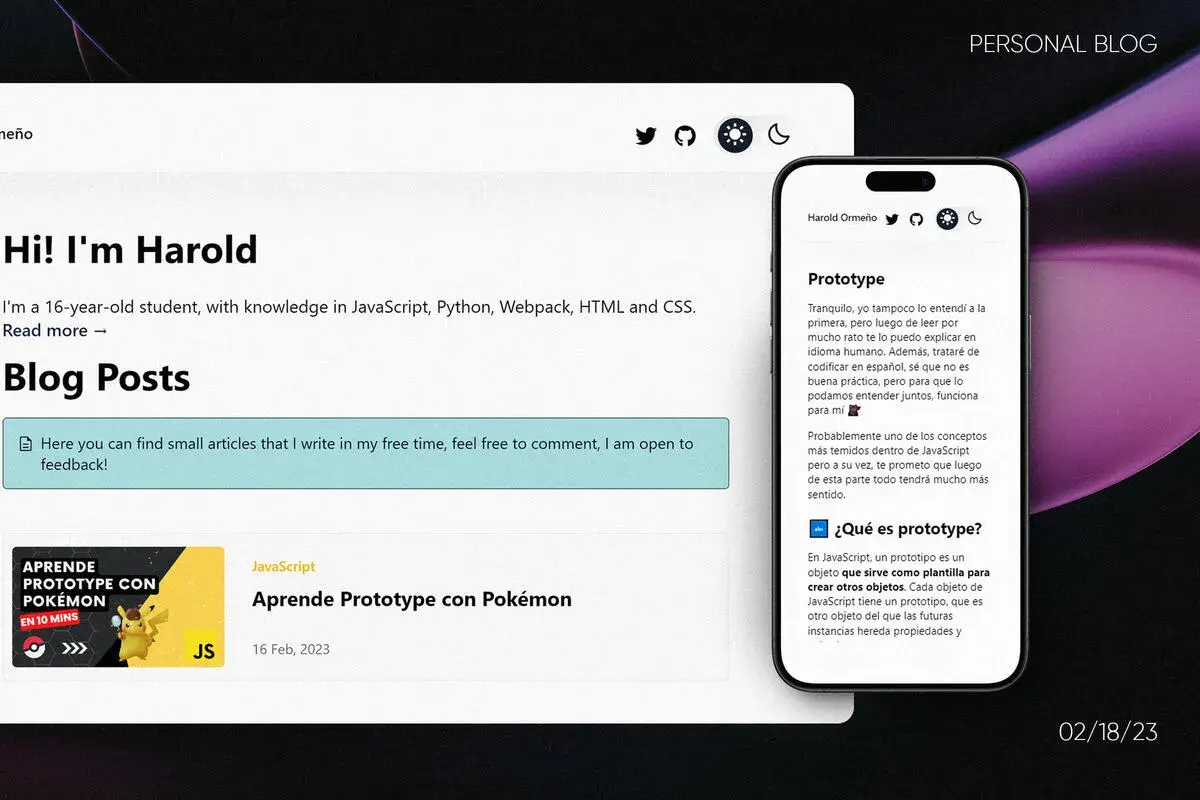 PERSONAL BLOG
meño
Hi! I'm Harold
I'm a 16-year-old student, with knowledge in JavaScript, Python, Webpack, HTML and CSS.
Read more →
Blog Posts
Here you can find small articles that I write in my free time, feel free to comment, I am open to
feedback!
APRENDE
PROTOTYPE CON
POKÉMON
EN 10 MINS
JS
JavaScript
Aprende Prototype con Pokémon
16 Feb, 2023
Harold Ormeño
Prototype
Tranquilo, yo tampoco lo entendí a la
primera, pero luego de leer por
mucho rato te lo puedo explicar en
idioma humano. Además, trataré de
codificar en español, sé que no es
buena práctica, pero para que lo
podamos entender juntos, funciona
para mí
Probablemente uno de los conceptos
más temidos dentro de JavaScript
pero a su vez, te prometo que luego
de esta parte todo tendrá mucho más
sentido.
abc ¿Qué es prototype?
En JavaScript, un prototipo es un
objeto que sirve como plantilla para
crear otros objetos. Cada objeto de
JavaScript tiene un prototipo, que es
otro objeto del que las futuras
instancias hereda propiedades y
02/18/23